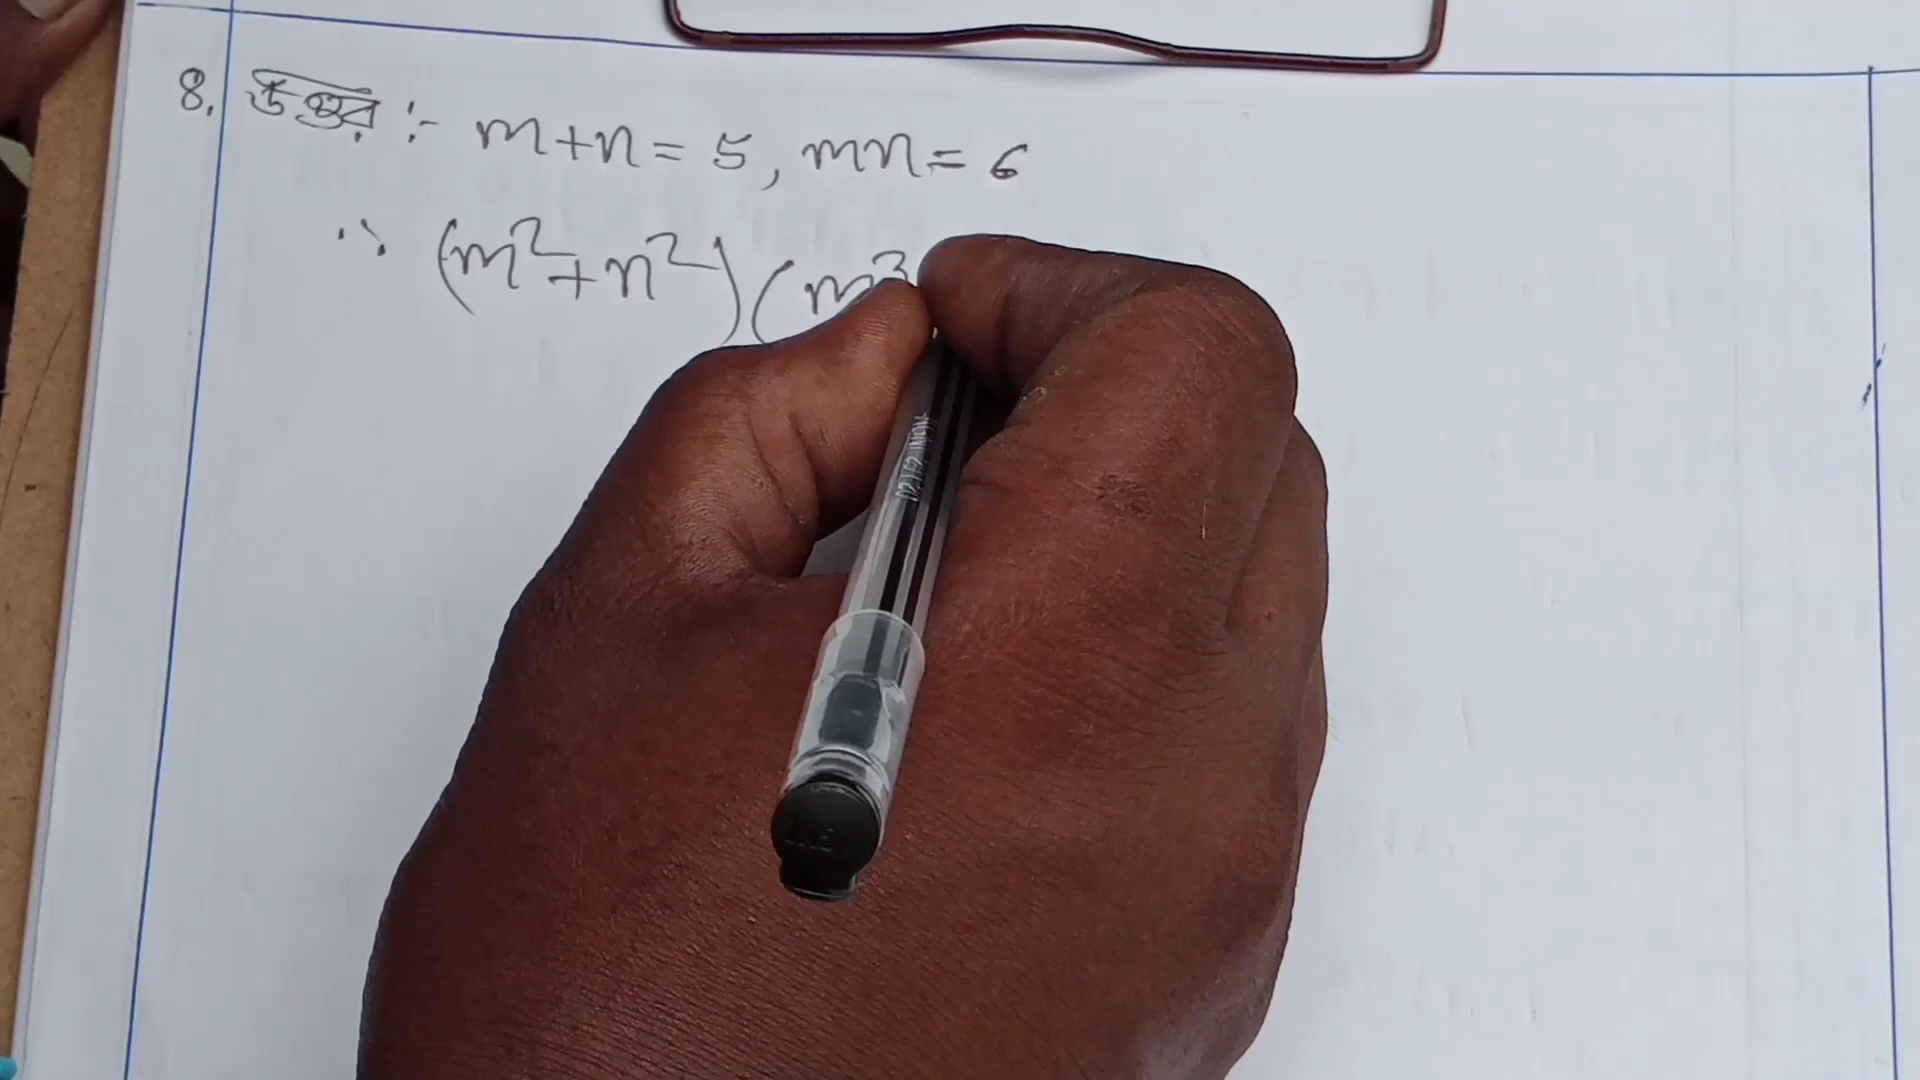 8. উত্তর :- m+n = 5, mn = 6
∴ (m²+n²)(m³